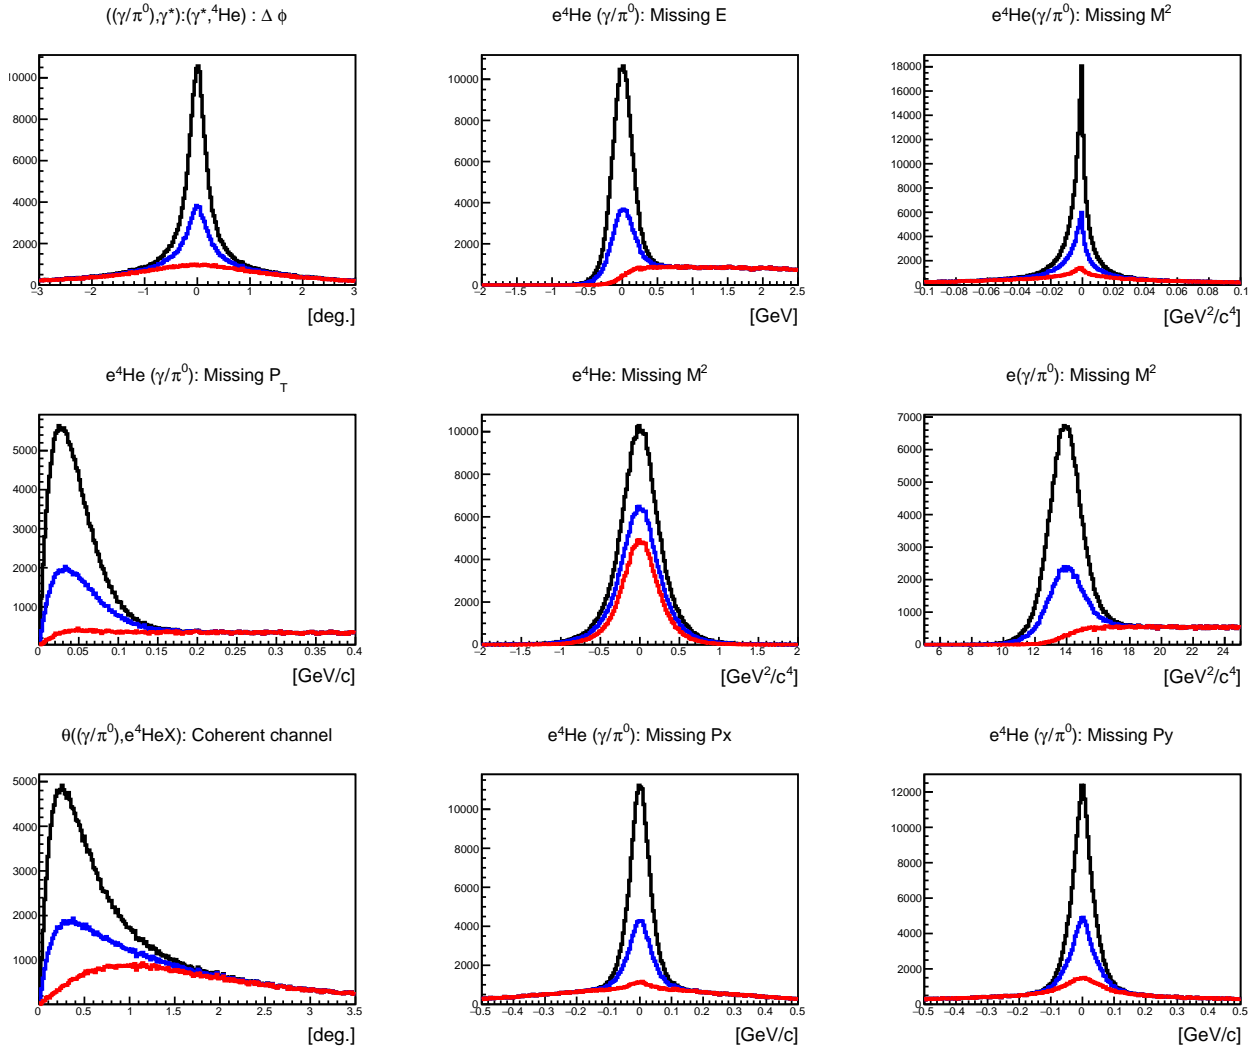 ((γ/π⁰),γ*):(γ*,⁴He) : Δ ϕ
e⁴He (γ/π⁰): Missing E
e⁴He(γ/π⁰): Missing M²
10000
8000
6000
4000
2000
0
−3 −2 −1 0 1 2 3
[deg.]
10000
8000
6000
4000
2000
0
−2 −1.5 −1 −0.5 0 0.5 1 1.5 2 2.5
[GeV]
18000
16000
14000
12000
10000
8000
6000
4000
2000
0
−0.1 −0.08 −0.06 −0.04 −0.02 0 0.02 0.04 0.06 0.08 0.1
[GeV²/c⁴]
e⁴He (γ/π⁰): Missing P_T
e⁴He: Missing M²
e(γ/π⁰): Missing M²
5000
4000
3000
2000
1000
0 0.05 0.1 0.15 0.2 0.25 0.3 0.35 0.4
[GeV/c]
10000
8000
6000
4000
2000
0
−2 −1.5 −1 −0.5 0 0.5 1 1.5 2
[GeV²/c⁴]
7000
6000
5000
4000
3000
2000
1000
0
6 8 10 12 14 16 18 20 22 24
[GeV²/c⁴]
θ((γ/π⁰),e⁴HeX): Coherent channel
e⁴He (γ/π⁰): Missing Px
e⁴He (γ/π⁰): Missing Py
5000
4000
3000
2000
1000
0 0.5 1 1.5 2 2.5 3 3.5
[deg.]
10000
8000
6000
4000
2000
0
−0.5 −0.4 −0.3 −0.2 −0.1 0 0.1 0.2 0.3 0.4 0.5
[GeV/c]
12000
10000
8000
6000
4000
2000
0
−0.5 −0.4 −0.3 −0.2 −0.1 0 0.1 0.2 0.3 0.4 0.5
[GeV/c]